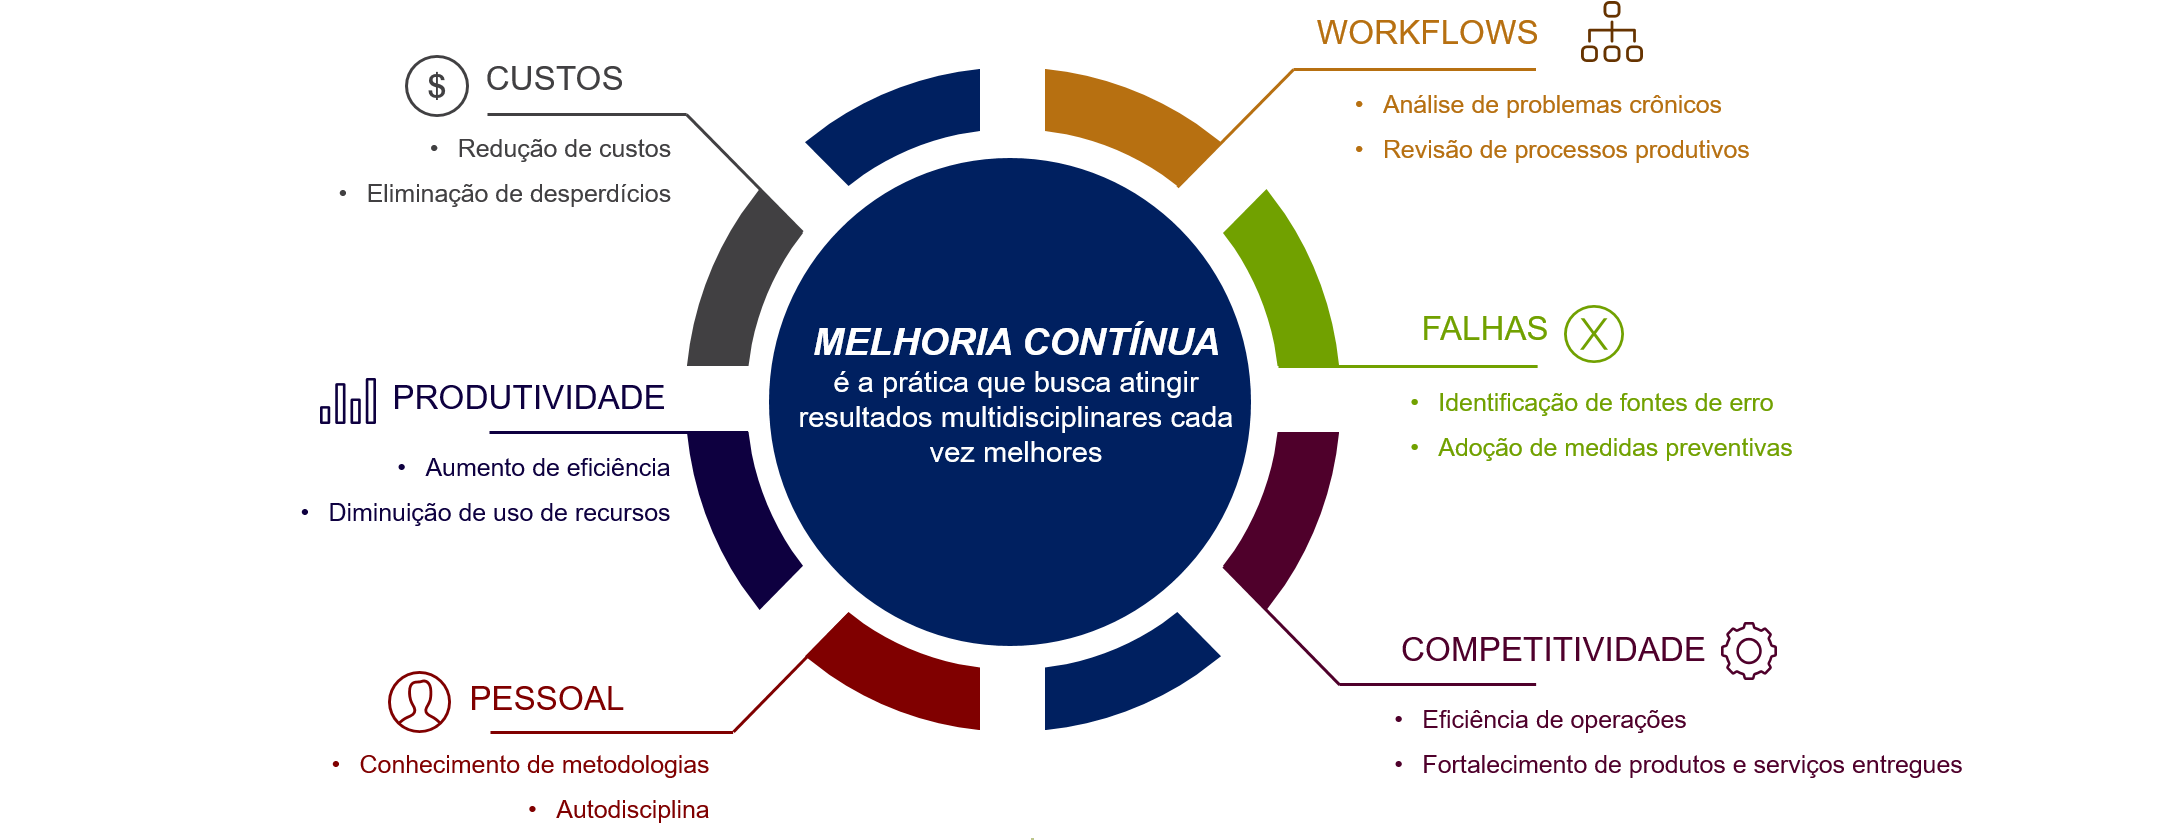 WORKFLOWS
• Análise de problemas crônicos
• Revisão de processos produtivos
$ CUSTOS
• Redução de custos
• Eliminação de desperdícios
MELHORIA CONTÍNUA
é a prática que busca atingir
resultados multidisciplinares cada
vez melhores
FALHAS X
• Identificação de fontes de erro
• Adoção de medidas preventivas
PRODUTIVIDADE
• Aumento de eficiência
• Diminuição de uso de recursos
COMPETITIVIDADE
• Eficiência de operações
• Fortalecimento de produtos e serviços entregues
PESSOAL
• Conhecimento de metodologias
• Autodisciplina